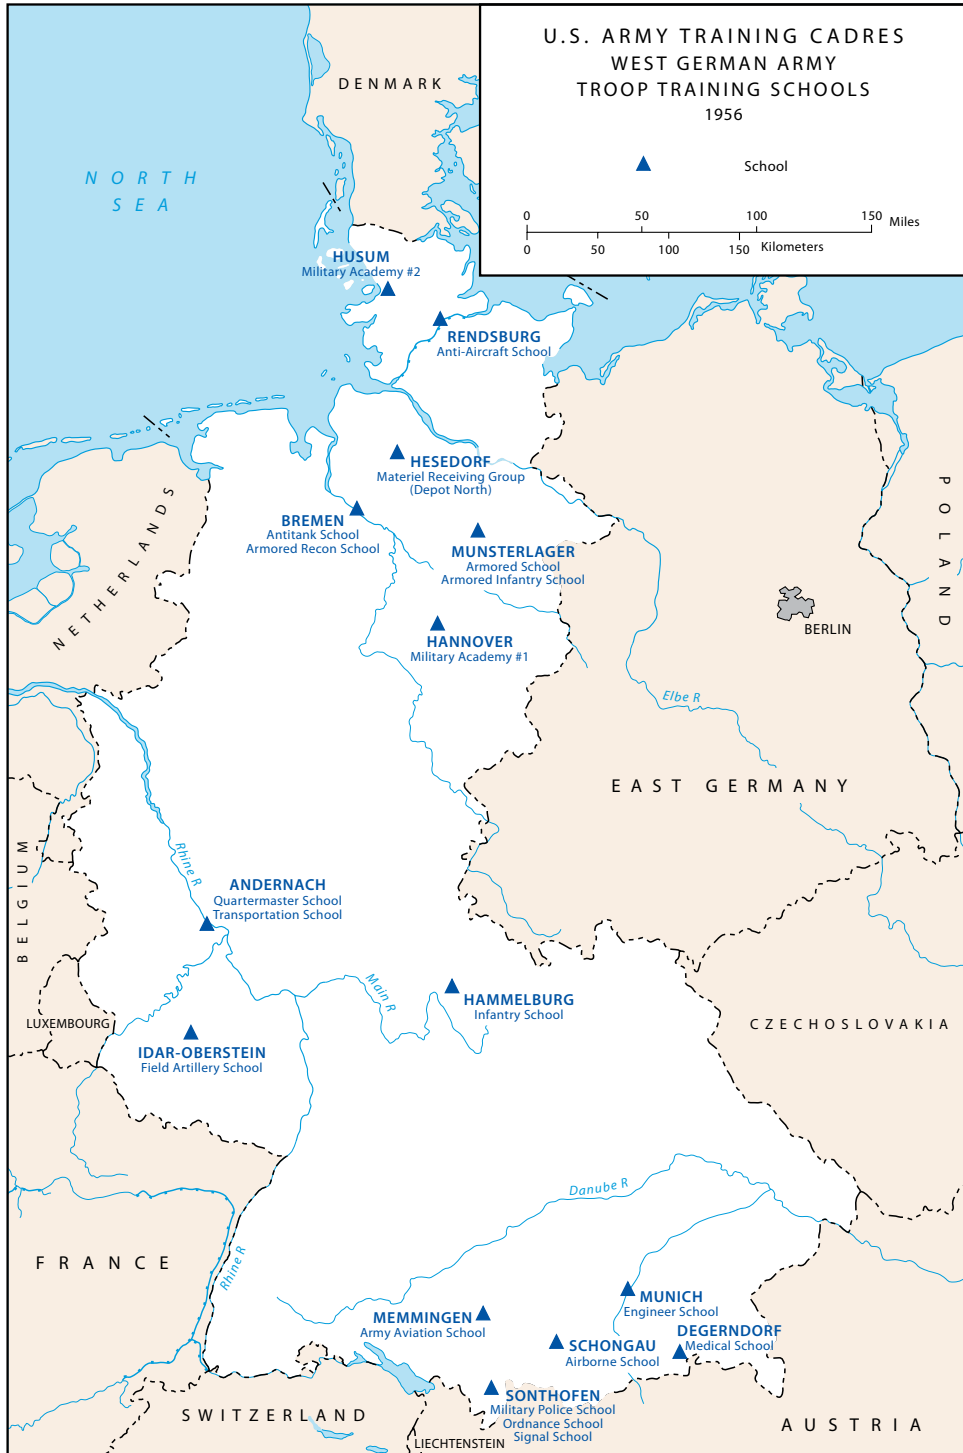 U.S. ARMY TRAINING CADRES
WEST GERMAN ARMY
TROOP TRAINING SCHOOLS
1956
School
0 50 100 150 Miles
0 50 100 150 Kilometers
DENMARK
NORTH
SEA
HUSUM
Military Academy #2
RENDSBURG
Anti-Aircraft School
HESEDORF
Materiel Receiving Group
(Depot North)
BREMEN
Antitank School
Armored Recon School
MUNSTERLAGER
Armored School
Armored Infantry School
HANNOVER
Military Academy #1
NETHERLANDS
POLAND
BERLIN
Elbe R
EAST GERMANY
BELGIUM
Rhine R
ANDERNACH
Quartermaster School
Transportation School
Main R
HAMMELBURG
Infantry School
LUXEMBOURG
IDAR-OBERSTEIN
Field Artillery School
CZECHOSLOVAKIA
Danube R
FRANCE
Rhine R
MUNICH
Engineer School
MEMMINGEN
Army Aviation School
DEGERNDORF
Medical School
SCHONGAU
Airborne School
SONTHOFEN
Military Police School
Ordnance School
Signal School
SWITZERLAND
LIECHTENSTEIN
AUSTRIA